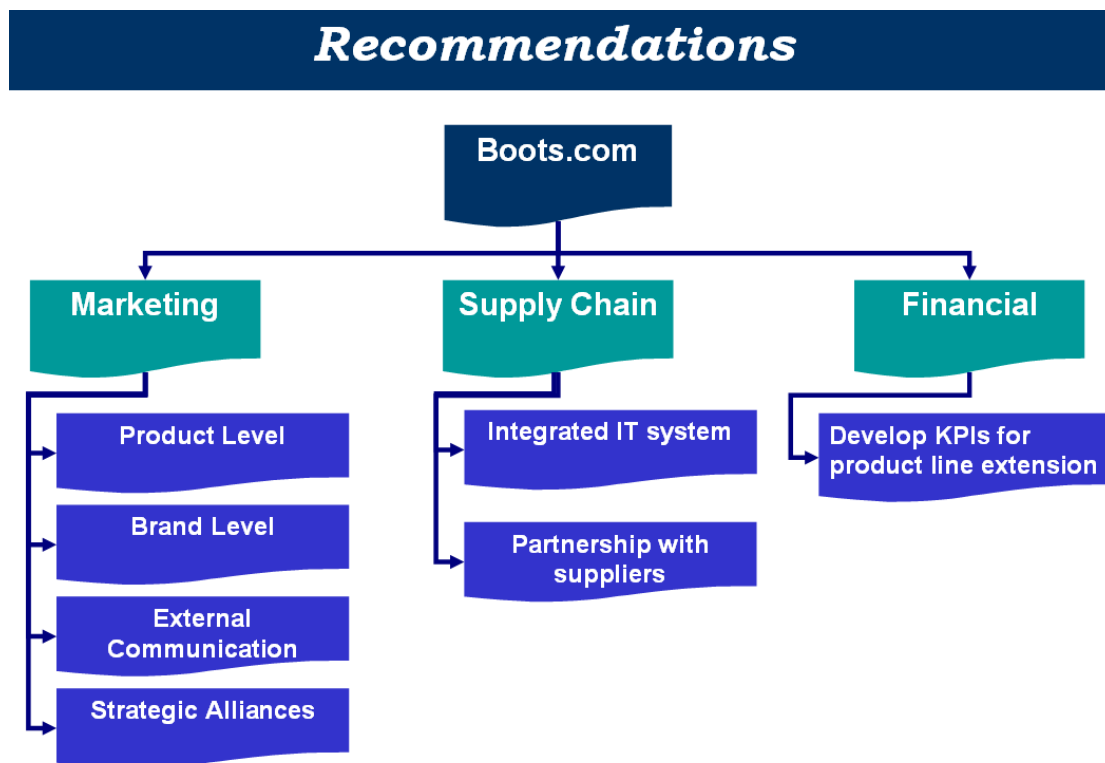 Recommendations
Boots.com
Marketing
Supply Chain
Financial
Product Level
Brand Level
External
Communication
Strategic Alliances
Integrated IT system
Partnership with
suppliers
Develop KPIs for
product line extension